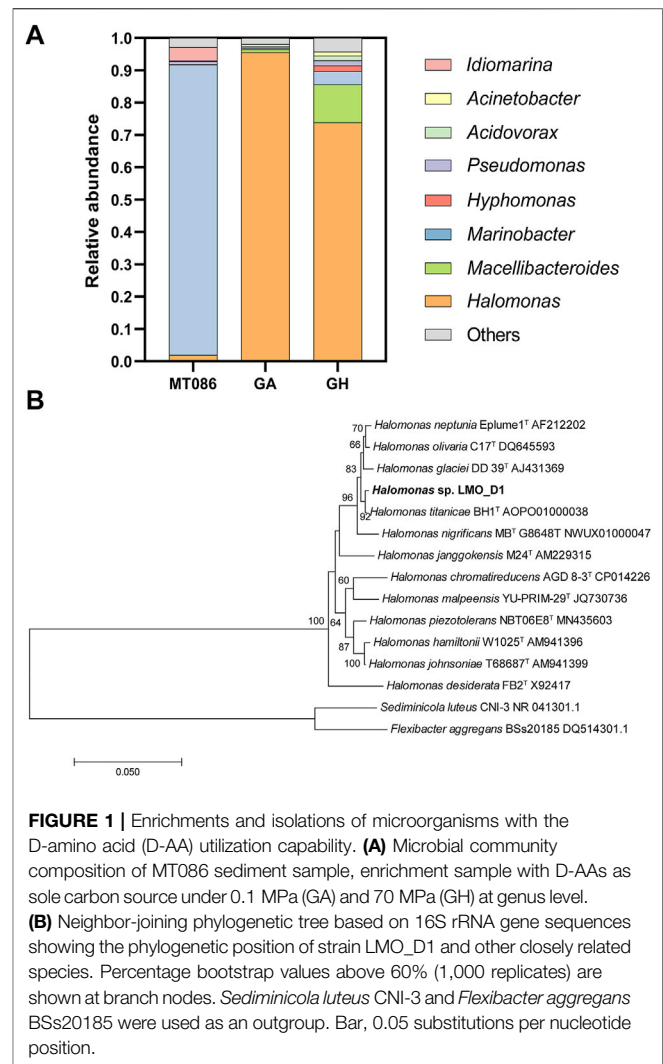 A
1.0
0.9
0.8
0.7
0.6
0.5
0.4
0.3
0.2
0.1
0.0
Relative abundance
MT086
GA
GH
Idiomarina
Acinetobacter
Acidovorax
Pseudomonas
Hyphomonas
Marinobacter
Macellibacteroides
Halomonas
Others
B
70
66
83
96
92
60
100
64
87
100
Halomonas neptunia Eplume1ᵀ AF212202
Halomonas olivaria C17ᵀ DQ645593
Halomonas glaciei DD 39ᵀ AJ431369
Halomonas sp. LMO_D1
Halomonas titanicae BH1ᵀ AOPO01000038
Halomonas nigrificans MBᵀ G8648T NWUX01000047
Halomonas janggokensis M24ᵀ AM229315
Halomonas chromatireducens AGD 8-3ᵀ CP014226
Halomonas malpeensis YU-PRIM-29ᵀ JQ730736
Halomonas piezotolerans NBT06E8ᵀ MN435603
Halomonas hamiltonii W1025ᵀ AM941396
Halomonas johnsoniae T68687ᵀ AM941399
Halomonas desiderata FB2ᵀ X92417
Sediminicola luteus CNI-3 NR 041301.1
Flexibacter aggregans BSs20185 DQ514301.1
0.050
FIGURE 1 | Enrichments and isolations of microorganisms with the
D-amino acid (D-AA) utilization capability. (A) Microbial community
composition of MT086 sediment sample, enrichment sample with D-AAs as
sole carbon source under 0.1 MPa (GA) and 70 MPa (GH) at genus level.
(B) Neighbor-joining phylogenetic tree based on 16S rRNA gene sequences
showing the phylogenetic position of strain LMO_D1 and other closely related
species. Percentage bootstrap values above 60% (1,000 replicates) are
shown at branch nodes. Sediminicola luteus CNI-3 and Flexibacter aggregans
BSs20185 were used as an outgroup. Bar, 0.05 substitutions per nucleotide
position.